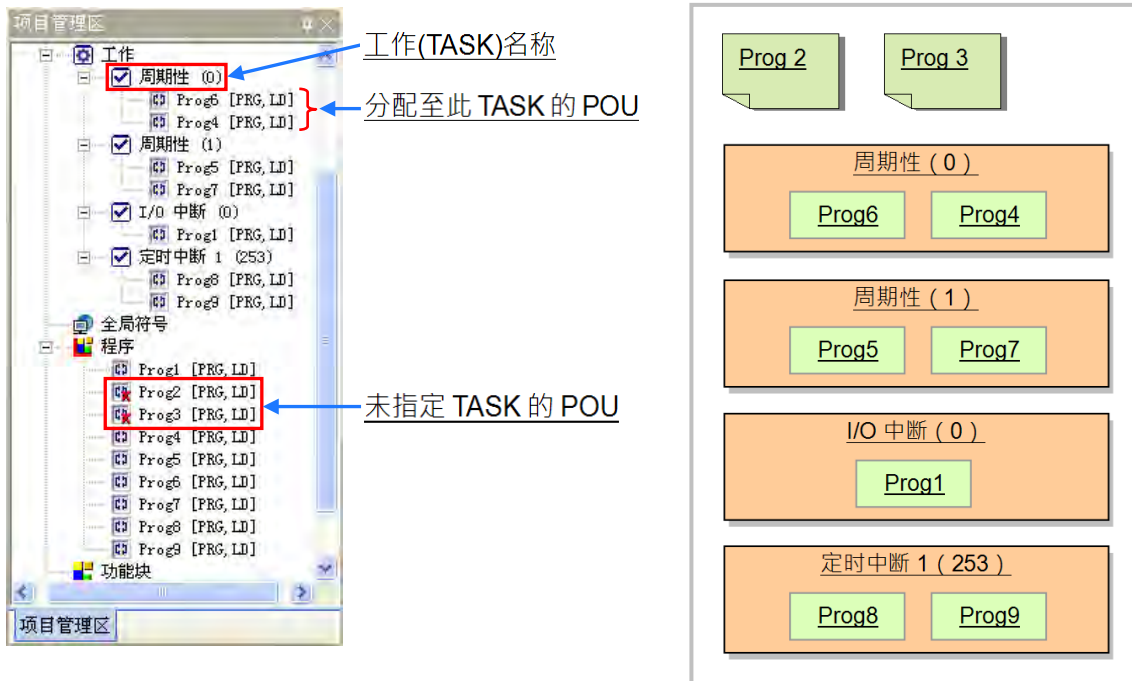 项目管理区
工作
周期性 (0)
Prog6 [PRG,LD]
Prog4 [PRG,LD]
周期性 (1)
Prog5 [PRG,LD]
Prog7 [PRG,LD]
I/O 中断 (0)
Prog1 [PRG,LD]
定时中断 1 (253)
Prog8 [PRG,LD]
Prog9 [PRG,LD]
全局符号
程序
Prog1 [PRG,LD]
Prog2 [PRG,LD]
Prog3 [PRG,LD]
Prog4 [PRG,LD]
Prog5 [PRG,LD]
Prog6 [PRG,LD]
Prog7 [PRG,LD]
Prog8 [PRG,LD]
Prog9 [PRG,LD]
功能块
项目管理区
工作(TASK)名称
分配至此 TASK 的 POU
未指定 TASK 的 POU
Prog 2
Prog 3
周期性（0）
Prog6
Prog4
周期性（1）
Prog5
Prog7
I/O 中断（0）
Prog1
定时中断 1（253）
Prog8
Prog9